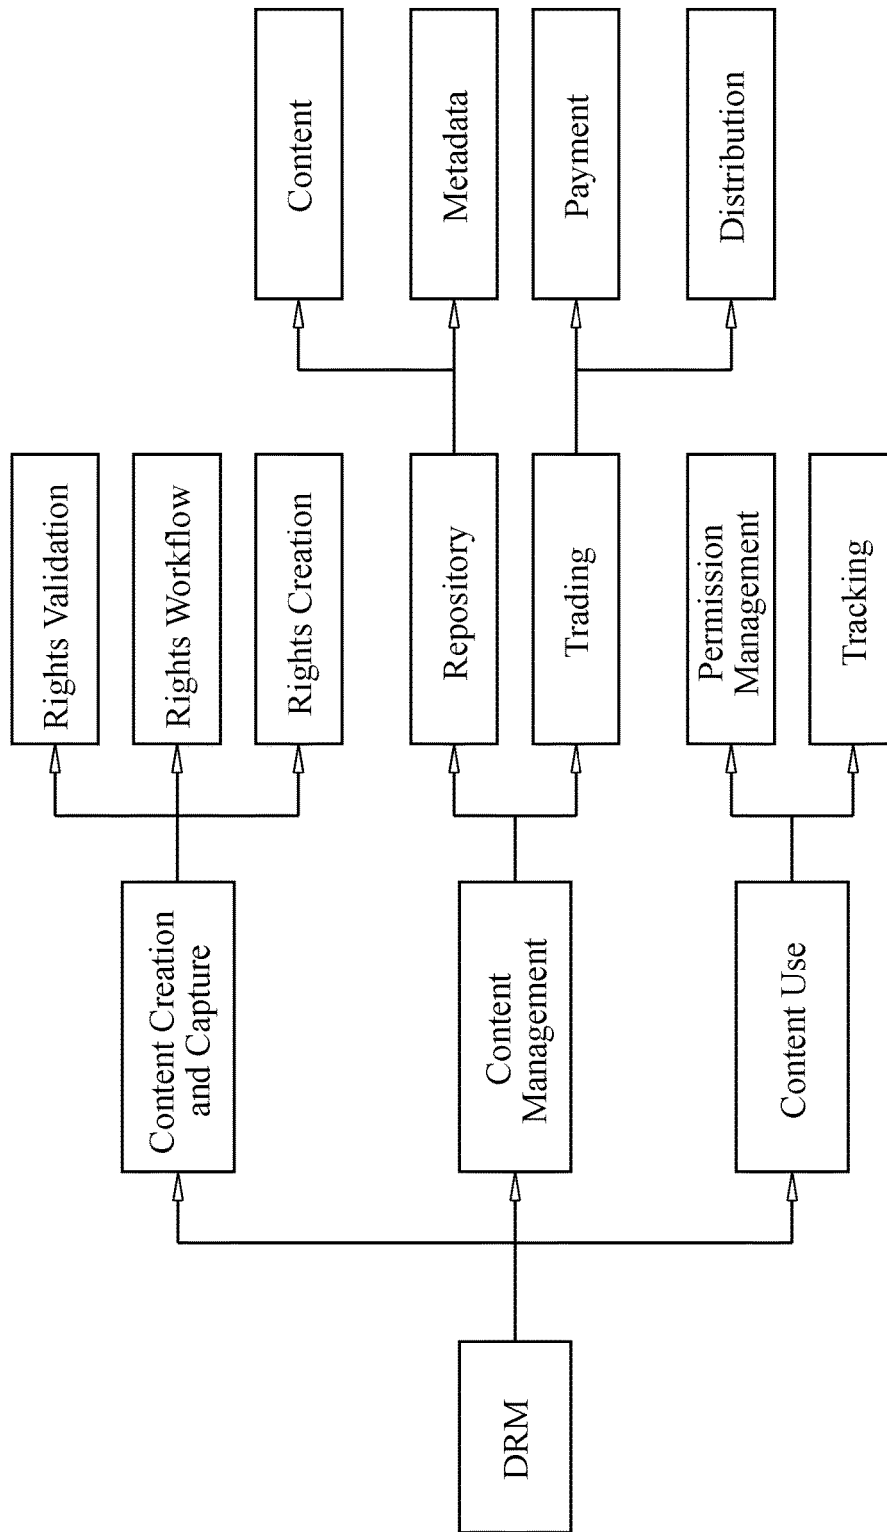 DRM
Content Creation
and Capture
Content
Management
Content Use
Rights Validation
Rights Workflow
Rights Creation
Repository
Trading
Permission
Management
Tracking
Content
Metadata
Payment
Distribution